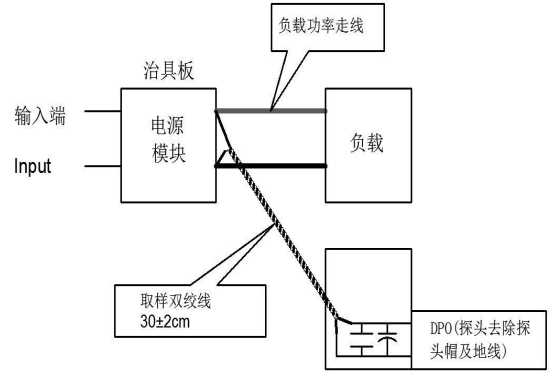 负载功率走线
治具板
输入端
电源
模块
负载
Input
取样双绞线
30±2cm
DPO(探头去除探
头帽及地线)